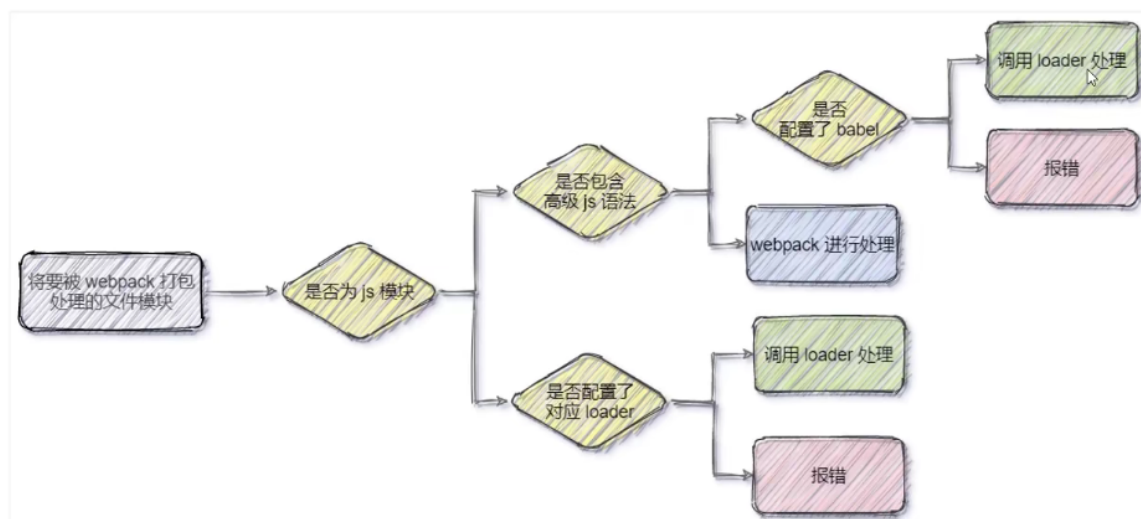 将要被 webpack 打包
处理的文件模块
是否为 js 模块
是否包含
高级 js 语法
是否
配置了 babel
调用 loader 处理
报错
webpack 进行处理
是否配置了
对应 loader
调用 loader 处理
报错